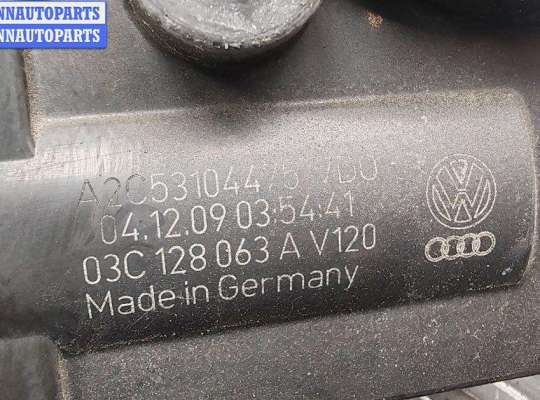 NNAUTOPARTS
NNAUTOPARTS
04.12.09 03:54:41
03C 128 063 A V120
Made in Germany